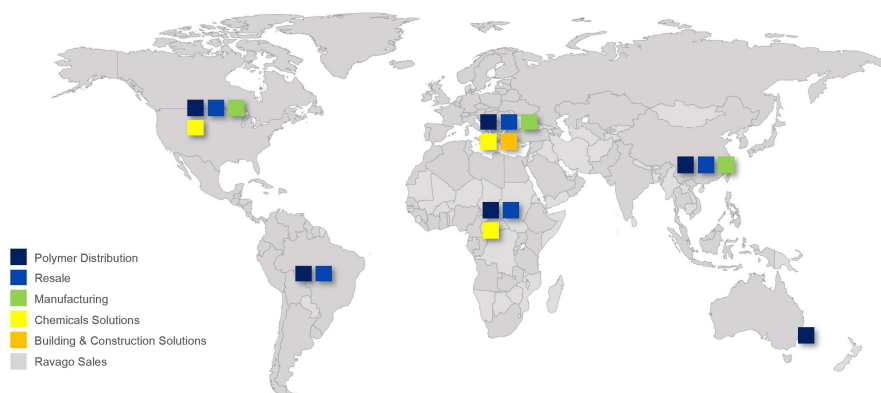 Polymer Distribution
Resale
Manufacturing
Chemicals Solutions
Building & Construction Solutions
Ravago Sales